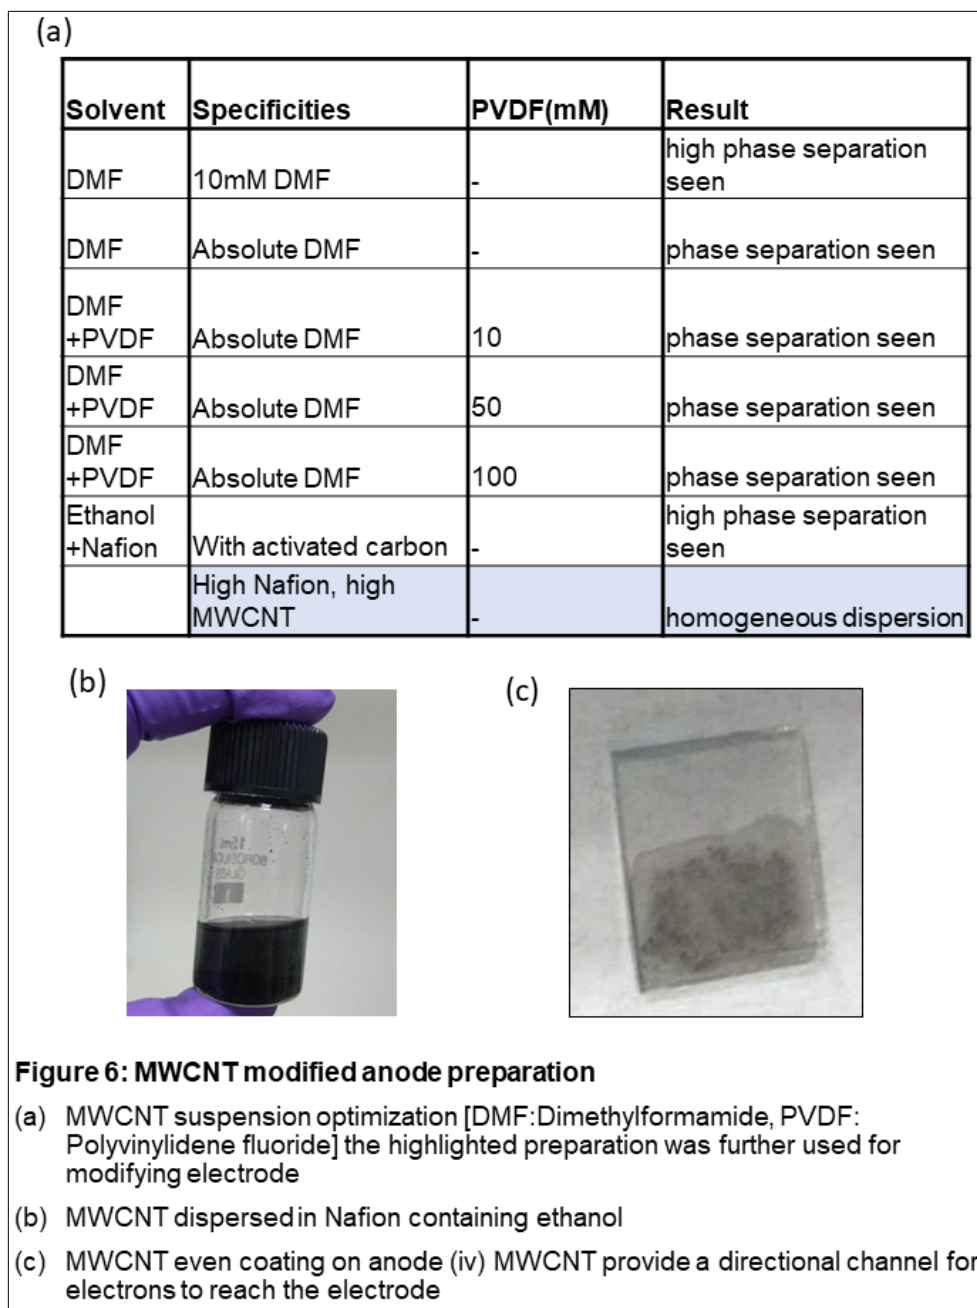 (a)
Solvent Specificities PVDF(mM) Result
DMF 10mM DMF - high phase separation seen
DMF Absolute DMF - phase separation seen
DMF +PVDF Absolute DMF 10 phase separation seen
DMF +PVDF Absolute DMF 50 phase separation seen
DMF +PVDF Absolute DMF 100 phase separation seen
Ethanol +Nafion With activated carbon - high phase separation seen
High Nafion, high MWCNT - homogeneous dispersion
(b)
(c)
15ml
GLASS
Figure 6: MWCNT modified anode preparation
(a) MWCNT suspension optimization [DMF:Dimethylformamide, PVDF:
Polyvinylidene fluoride] the highlighted preparation was further used for
modifying electrode
(b) MWCNT dispersed in Nafion containing ethanol
(c) MWCNT even coating on anode (iv) MWCNT provide a directional channel for
electrons to reach the electrode